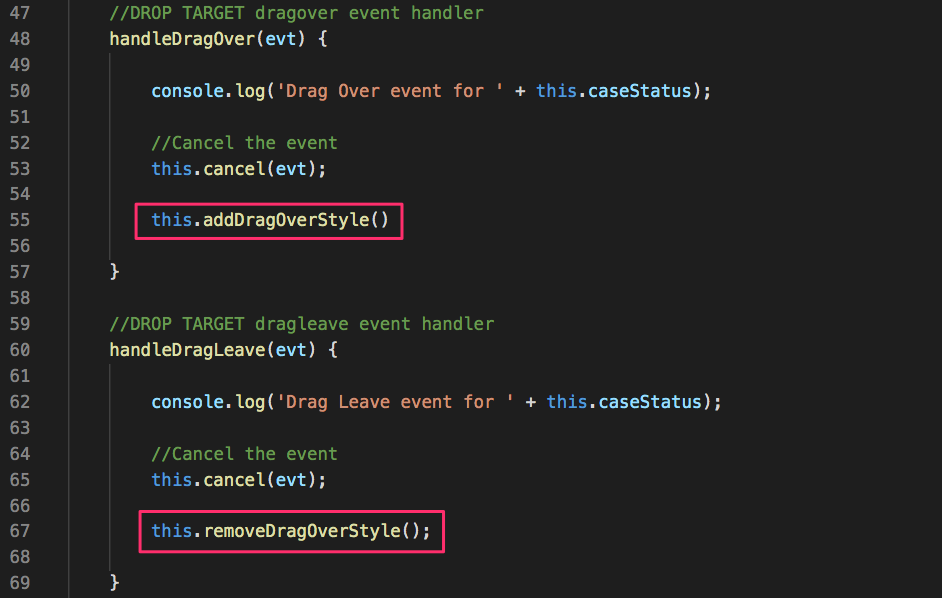 47 //DROP TARGET dragover event handler
48 handleDragOver(evt) {
49
50 console.log('Drag Over event for ' + this.caseStatus);
51
52 //Cancel the event
53 this.cancel(evt);
54
55 this.addDragOverStyle()
56
57 }
58
59 //DROP TARGET dragleave event handler
60 handleDragLeave(evt) {
61
62 console.log('Drag Leave event for ' + this.caseStatus);
63
64 //Cancel the event
65 this.cancel(evt);
66
67 this.removeDragOverStyle();
68
69 }